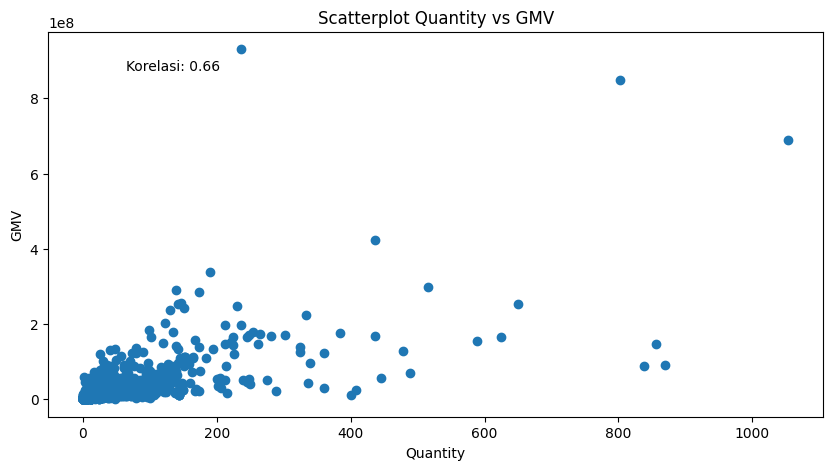 Scatterplot Quantity vs GMV
1e8
Korelasi: 0.66
8
6
4
2
0
GMV
0 200 400 600 800 1000
Quantity